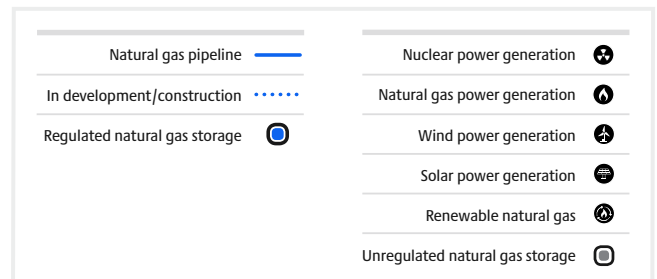 Natural gas pipeline
In development/construction
Regulated natural gas storage
Nuclear power generation
Natural gas power generation
Wind power generation
Solar power generation
Renewable natural gas
Unregulated natural gas storage